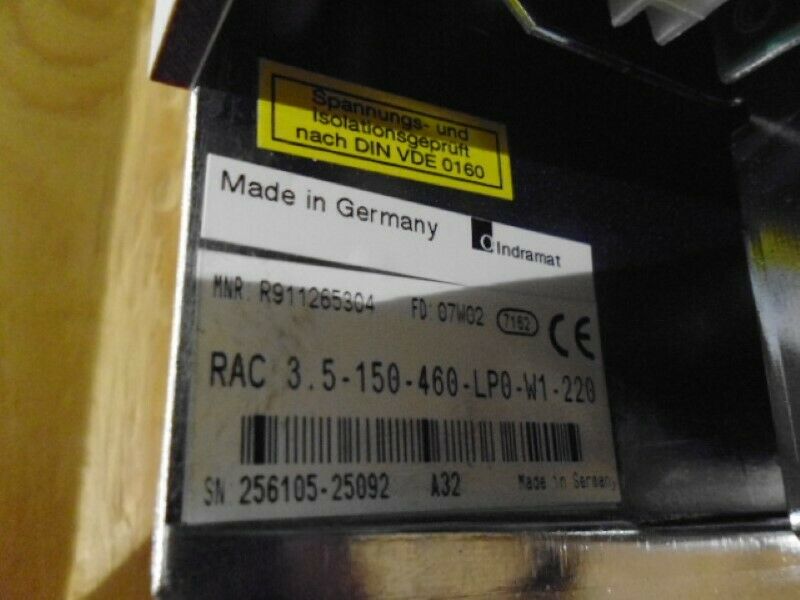 Spannungs- und
Isolationsgeprüft
nach DIN VDE 0160
Made in Germany
Indramat
MNR: R911265304 FD: 07W02 7162 CE
RAC 3.5-150-460-LP0-W1-220
SN 256105-25092 A32 Made in Germany